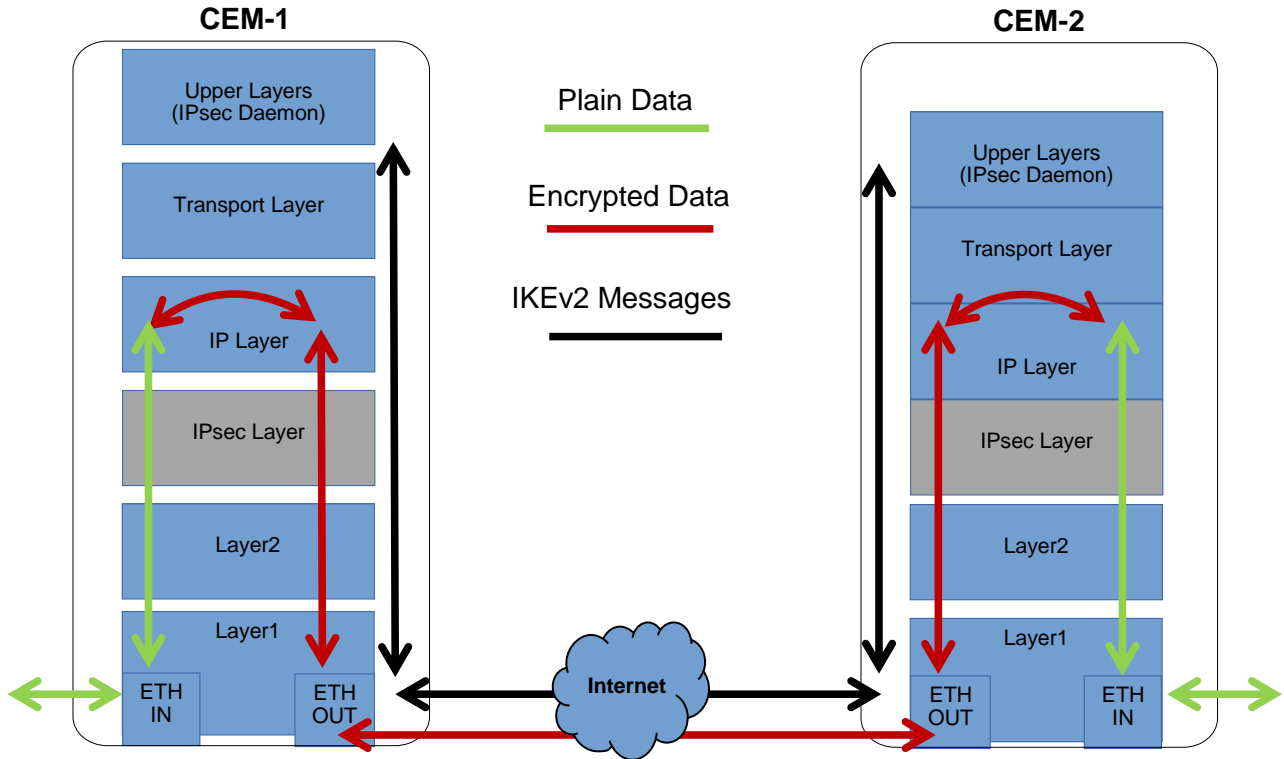 CEM-1
Upper Layers
(IPsec Daemon)
Transport Layer
IP Layer
IPsec Layer
Layer2
Layer1
ETH
IN
ETH
OUT
Plain Data
Encrypted Data
IKEv2 Messages
Internet
CEM-2
Upper Layers
(IPsec Daemon)
Transport Layer
IP Layer
IPsec Layer
Layer2
Layer1
ETH
OUT
ETH
IN